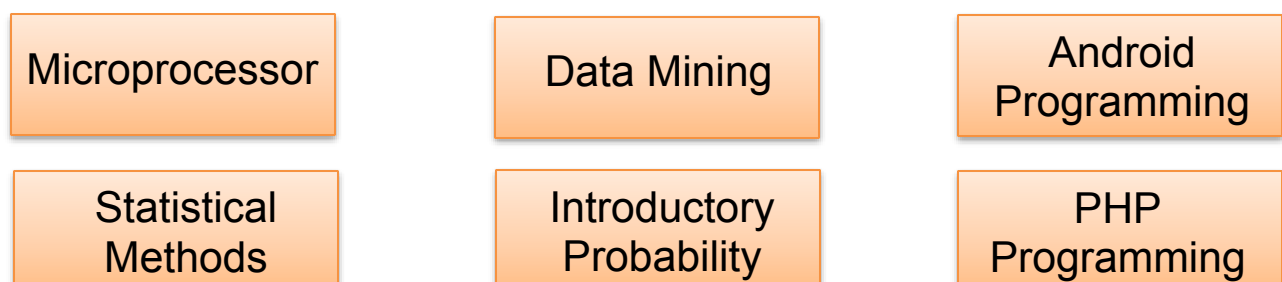 Microprocessor
Data Mining
Android
Programming
Statistical
Methods
Introductory
Probability
PHP
Programming